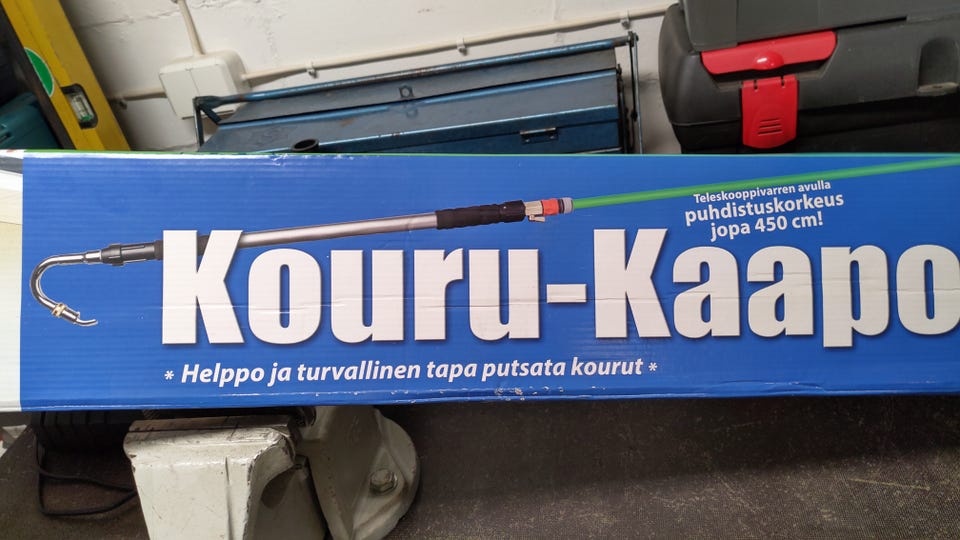 Teleskooppivarren avulla
puhdistuskorkeus
jopa 450 cm!
Kouru-Kaapo
* Helppo ja turvallinen tapa putsata kourut *